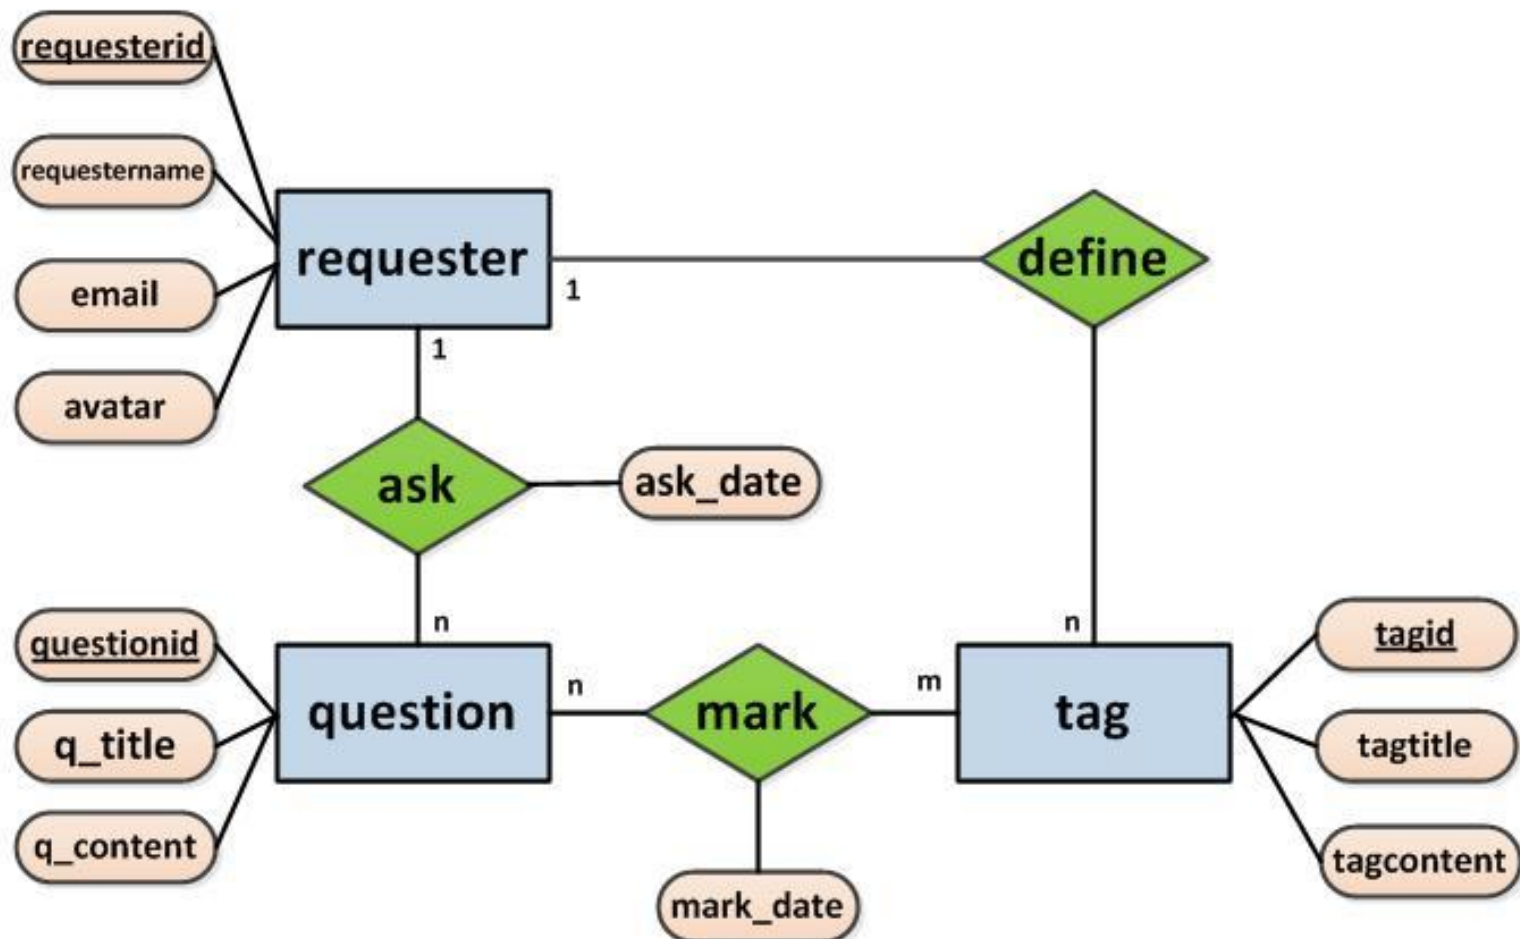 requesterid
requestername
email
avatar
requester
1
define
1
ask
ask_date
n
n
questionid
q_title
q_content
question
n
mark
m
tag
tagid
tagtitle
tagcontent
mark_date